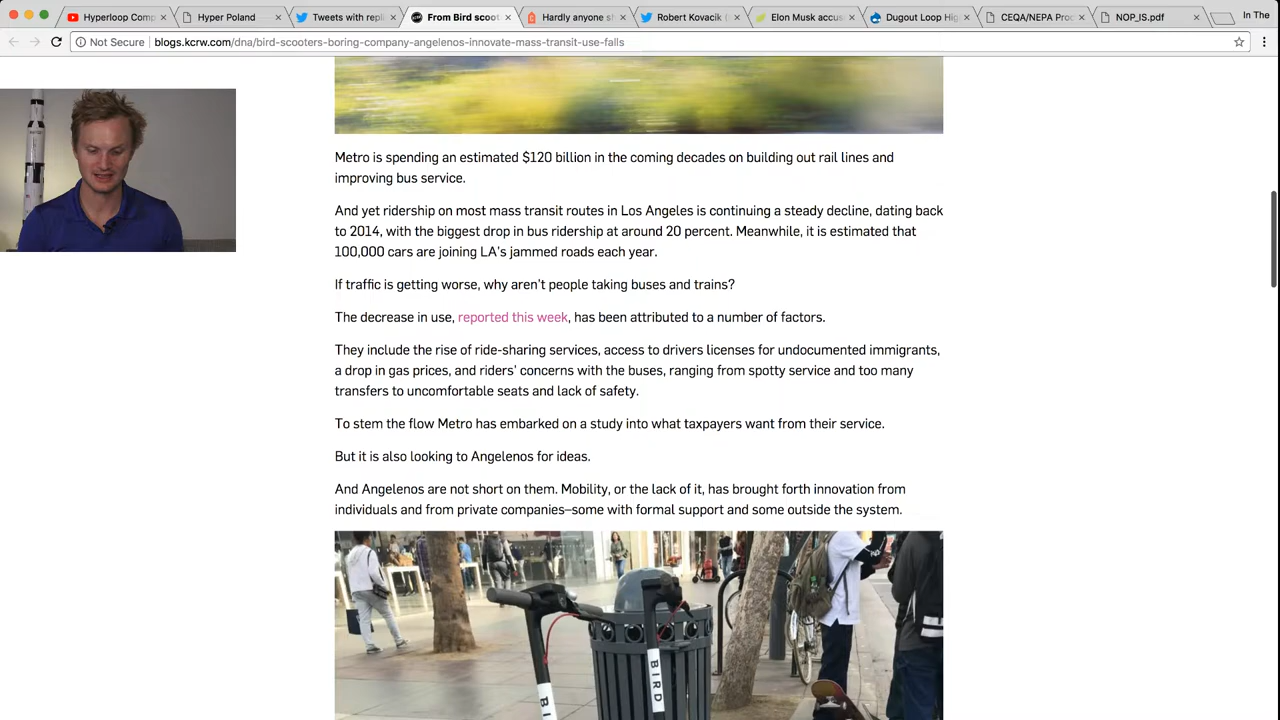 Hyperloop Com
Hyper Poland
Tweets with repl
From Bird scoot
Hardly anyone s
Robert Kovacik (
Elon Musk accus
Dugout Loop Hig
CEQA/NEPA Proc
NOP_IS.pdf
In The
Not Secure
blogs.kcrw.com/dna/bird-scooters-boring-company-angelenos-innovate-mass-transit-use-falls
Metro is spending an estimated $120 billion in the coming decades on building out rail lines and
improving bus service.
And yet ridership on most mass transit routes in Los Angeles is continuing a steady decline, dating back
to 2014, with the biggest drop in bus ridership at around 20 percent. Meanwhile, it is estimated that
100,000 cars are joining LA's jammed roads each year.
If traffic is getting worse, why aren't people taking buses and trains?
The decrease in use, reported this week, has been attributed to a number of factors.
They include the rise of ride-sharing services, access to drivers licenses for undocumented immigrants,
a drop in gas prices, and riders' concerns with the buses, ranging from spotty service and too many
transfers to uncomfortable seats and lack of safety.
To stem the flow Metro has embarked on a study into what taxpayers want from their service.
But it is also looking to Angelenos for ideas.
And Angelenos are not short on them. Mobility, or the lack of it, has brought forth innovation from
individuals and from private companies–some with formal support and some outside the system.
BIRD
BI